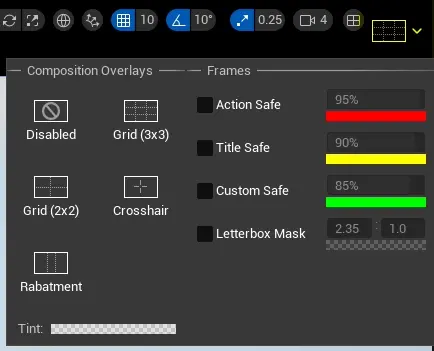 10 10° 0.25 4
Composition Overlays Frames
Disabled Grid (3x3)
Grid (2x2) Crosshair
Rabatment
Action Safe 95%
Title Safe 90%
Custom Safe 85%
Letterbox Mask 2.35 : 1.0
Tint: